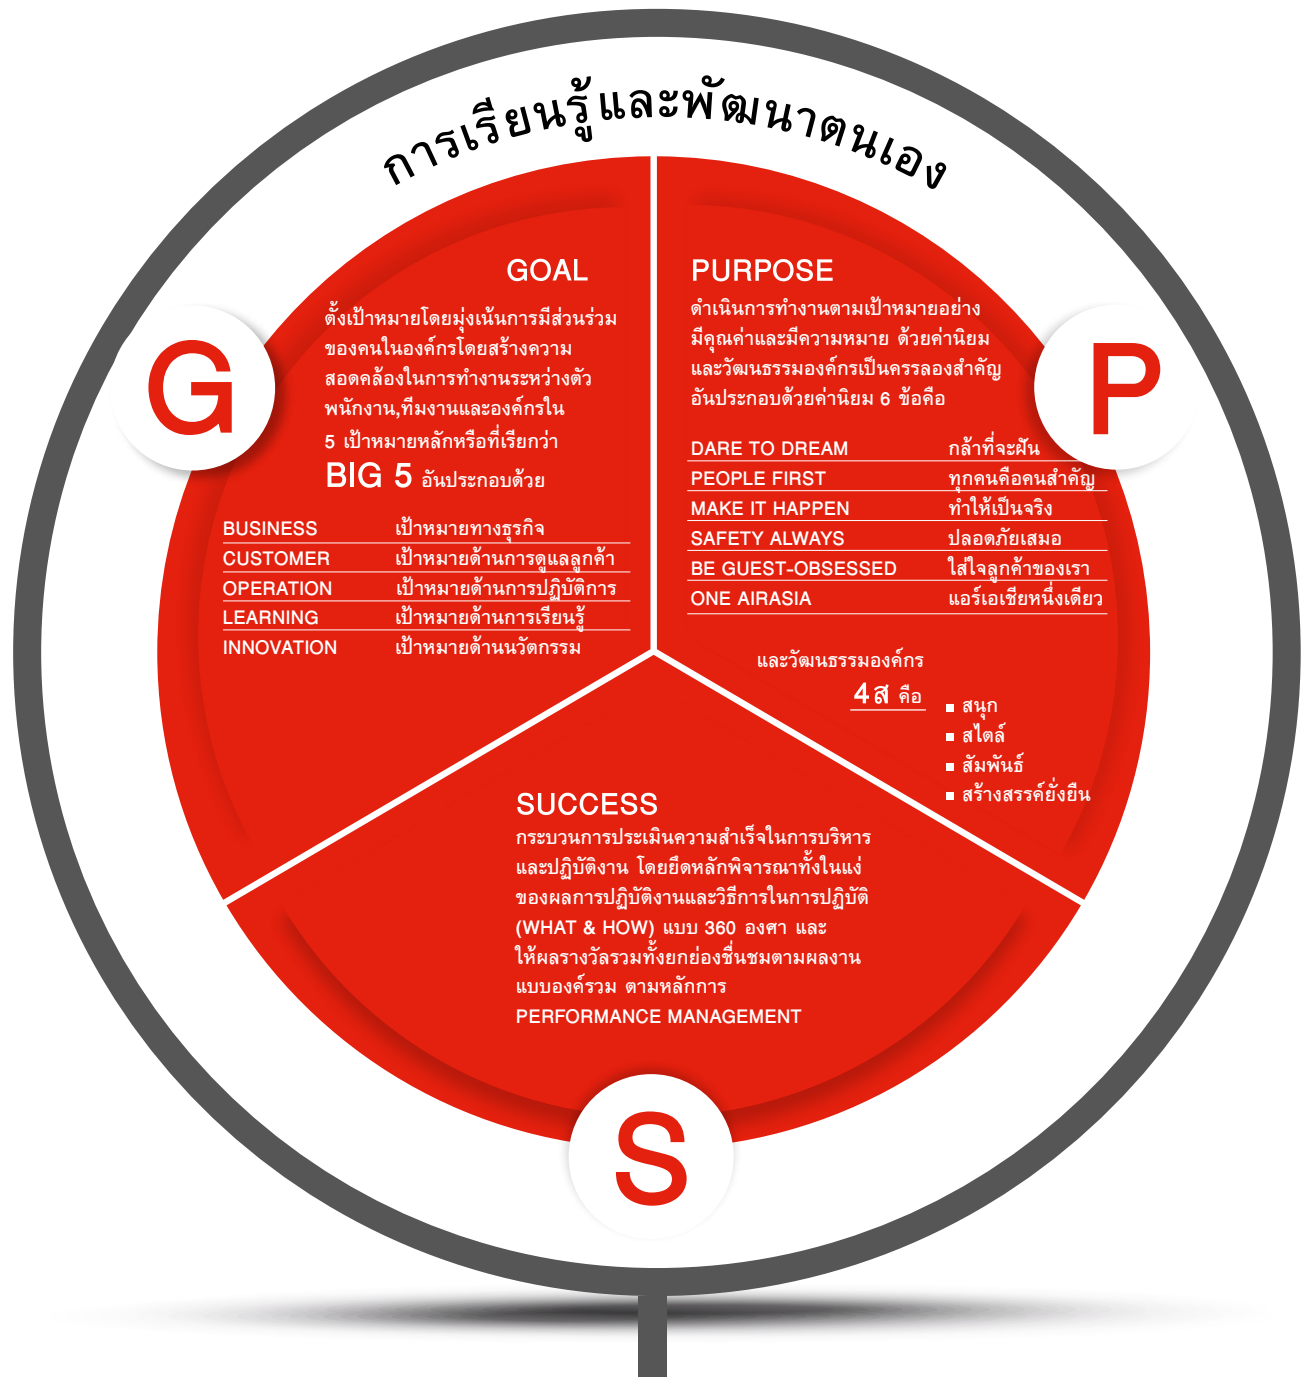 การเรียนรู้และพัฒนาตนเอง
G
GOAL
ตั้งเป้าหมายโดยมุ่งเน้นการมีส่วนร่วม
ของคนในองค์กรโดยสร้างความ
สอดคล้องในการทำงานระหว่างตัว
พนักงาน,ทีมงานและองค์กรใน
5 เป้าหมายหลักหรือที่เรียกว่า
BIG 5 อันประกอบด้วย
BUSINESS เป้าหมายทางธุรกิจ
CUSTOMER เป้าหมายด้านการดูแลลูกค้า
OPERATION เป้าหมายด้านการปฏิบัติการ
LEARNING เป้าหมายด้านการเรียนรู้
INNOVATION เป้าหมายด้านนวัตกรรม
P
PURPOSE
ดำเนินการทำงานตามเป้าหมายอย่าง
มีคุณค่าและมีความหมาย ด้วยค่านิยม
และวัฒนธรรมองค์กรเป็นครรลองสำคัญ
อันประกอบด้วยค่านิยม 6 ข้อคือ
DARE TO DREAM กล้าที่จะฝัน
PEOPLE FIRST ทุกคนคือคนสำคัญ
MAKE IT HAPPEN ทำให้เป็นจริง
SAFETY ALWAYS ปลอดภัยเสมอ
BE GUEST-OBSESSED ใส่ใจลูกค้าของเรา
ONE AIRASIA แอร์เอเชียหนึ่งเดียว
และวัฒนธรรมองค์กร
4ส คือ
▪ สนุก
▪ สไตล์
▪ สัมพันธ์
▪ สร้างสรรค์ยั่งยืน
SUCCESS
กระบวนการประเมินความสำเร็จในการบริหาร
และปฏิบัติงาน โดยยึดหลักพิจารณาทั้งในแง่
ของผลการปฏิบัติงานและวิธีการในการปฏิบัติ
(WHAT & HOW) แบบ 360 องศา และ
ให้ผลรางวัลรวมทั้งยกย่องชื่นชมตามผลงาน
แบบองค์รวม ตามหลักการ
PERFORMANCE MANAGEMENT
S